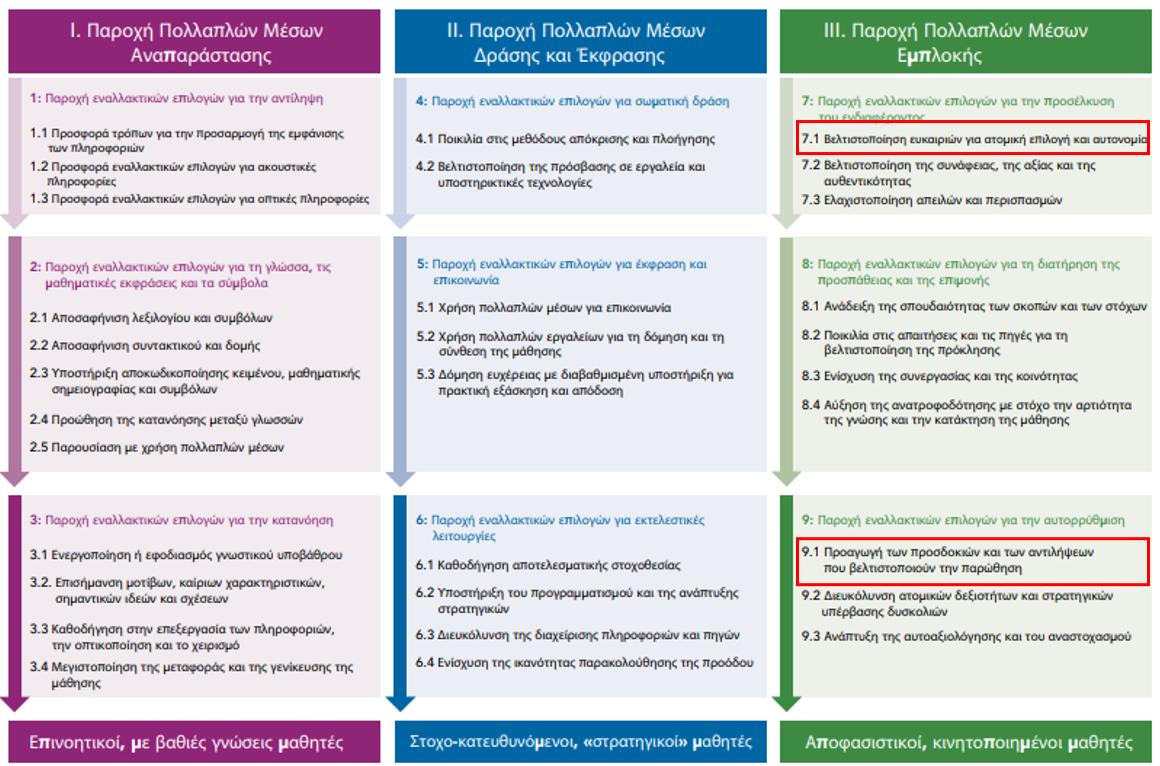 I. Παροχή Πολλαπλών Μέσων
Αναπαράστασης
1: Παροχή εναλλακτικών επιλογών για την αντίληψη
1.1 Προσφορά τρόπων για την προσαρμογή της εμφάνισης
των πληροφοριών
1.2 Προσφορά εναλλακτικών επιλογών για ακουστικές
πληροφορίες
1.3 Προσφορά εναλλακτικών επιλογών για οπτικές πληροφορίες
2: Παροχή εναλλακτικών επιλογών για τη γλώσσα, τις
μαθηματικές εκφράσεις και τα σύμβολα
2.1 Αποσαφήνιση λεξιλογίου και συμβόλων
2.2 Αποσαφήνιση συντακτικού και δομής
2.3 Υποστήριξη αποκωδικοποίησης κειμένου, μαθηματικής
σημειογραφίας και συμβόλων
2.4 Προώθηση της κατανόησης μεταξύ γλωσσών
2.5 Παρουσίαση με χρήση πολλαπλών μέσων
3: Παροχή εναλλακτικών επιλογών για την κατανόηση
3.1 Ενεργοποίηση ή εφοδιασμός γνωστικού υποβάθρου
3.2. Επισήμανση μοτίβων, καίριων χαρακτηριστικών,
σημαντικών ιδεών και σχέσεων
3.3 Καθοδήγηση στην επεξεργασία των πληροφοριών,
την οπτικοποίηση και το χειρισμό
3.4 Μεγιστοποίηση της μεταφοράς και της γενίκευσης της
μάθησης
Επινοητικοί, με βαθιές γνώσεις μαθητές
II. Παροχή Πολλαπλών Μέσων
Δράσης και Έκφρασης
4: Παροχή εναλλακτικών επιλογών για σωματική δράση
4.1 Ποικιλία στις μεθόδους απόκρισης και πλοήγησης
4.2 Βελτιστοποίηση της πρόσβασης σε εργαλεία και
υποστηρικτικές τεχνολογίες
5: Παροχή εναλλακτικών επιλογών για έκφραση και
επικοινωνία
5.1 Χρήση πολλαπλών μέσων για επικοινωνία
5.2 Χρήση πολλαπλών εργαλείων για τη δόμηση και τη
σύνθεση της μάθησης
5.3 Δόμηση ευχέρειας με διαβαθμισμένη υποστήριξη για
πρακτική εξάσκηση και απόδοση
6: Παροχή εναλλακτικών επιλογών για εκτελεστικές
λειτουργίες
6.1 Καθοδήγηση αποτελεσματικής στοχοθεσίας
6.2 Υποστήριξη του προγραμματισμού και της ανάπτυξης
στρατηγικών
6.3 Διευκόλυνση της διαχείρισης πληροφοριών και πηγών
6.4 Ενίσχυση της ικανότητας παρακολούθησης της προόδου
Στοχο-κατευθυνόμενοι, «στρατηγικοί» μαθητές
III. Παροχή Πολλαπλών Μέσων
Εμπλοκής
7: Παροχή εναλλακτικών επιλογών για την προσέλκυση
του ενδιαφέροντος
7.1 Βελτιστοποίηση ευκαιριών για ατομική επιλογή και αυτονομία
7.2 Βελτιστοποίηση της συνάφειας, της αξίας και της
αυθεντικότητας
7.3 Ελαχιστοποίηση απειλών και περισπασμών
8: Παροχή εναλλακτικών επιλογών για τη διατήρηση της
προσπάθειας και της επιμονής
8.1 Ανάδειξη της σπουδαιότητας των σκοπών και των στόχων
8.2 Ποικιλία στις απαιτήσεις και τις πηγές για τη
βελτιστοποίηση της πρόκλησης
8.3 Ενίσχυση της συνεργασίας και της κοινότητας
8.4 Αύξηση της ανατροφοδότησης με στόχο την αρτιότητα
της γνώσης και την κατάκτηση της μάθησης
9: Παροχή εναλλακτικών επιλογών για την αυτορρύθμιση
9.1 Προαγωγή των προσδοκιών και των αντιλήψεων
που βελτιστοποιούν την παρώθηση
9.2 Διευκόλυνση ατομικών δεξιοτήτων και στρατηγικών
υπέρβασης δυσκολιών
9.3 Ανάπτυξη της αυτοαξιολόγησης και του αναστοχασμού
Αποφασιστικοί, κινητοποιημένοι μαθητές